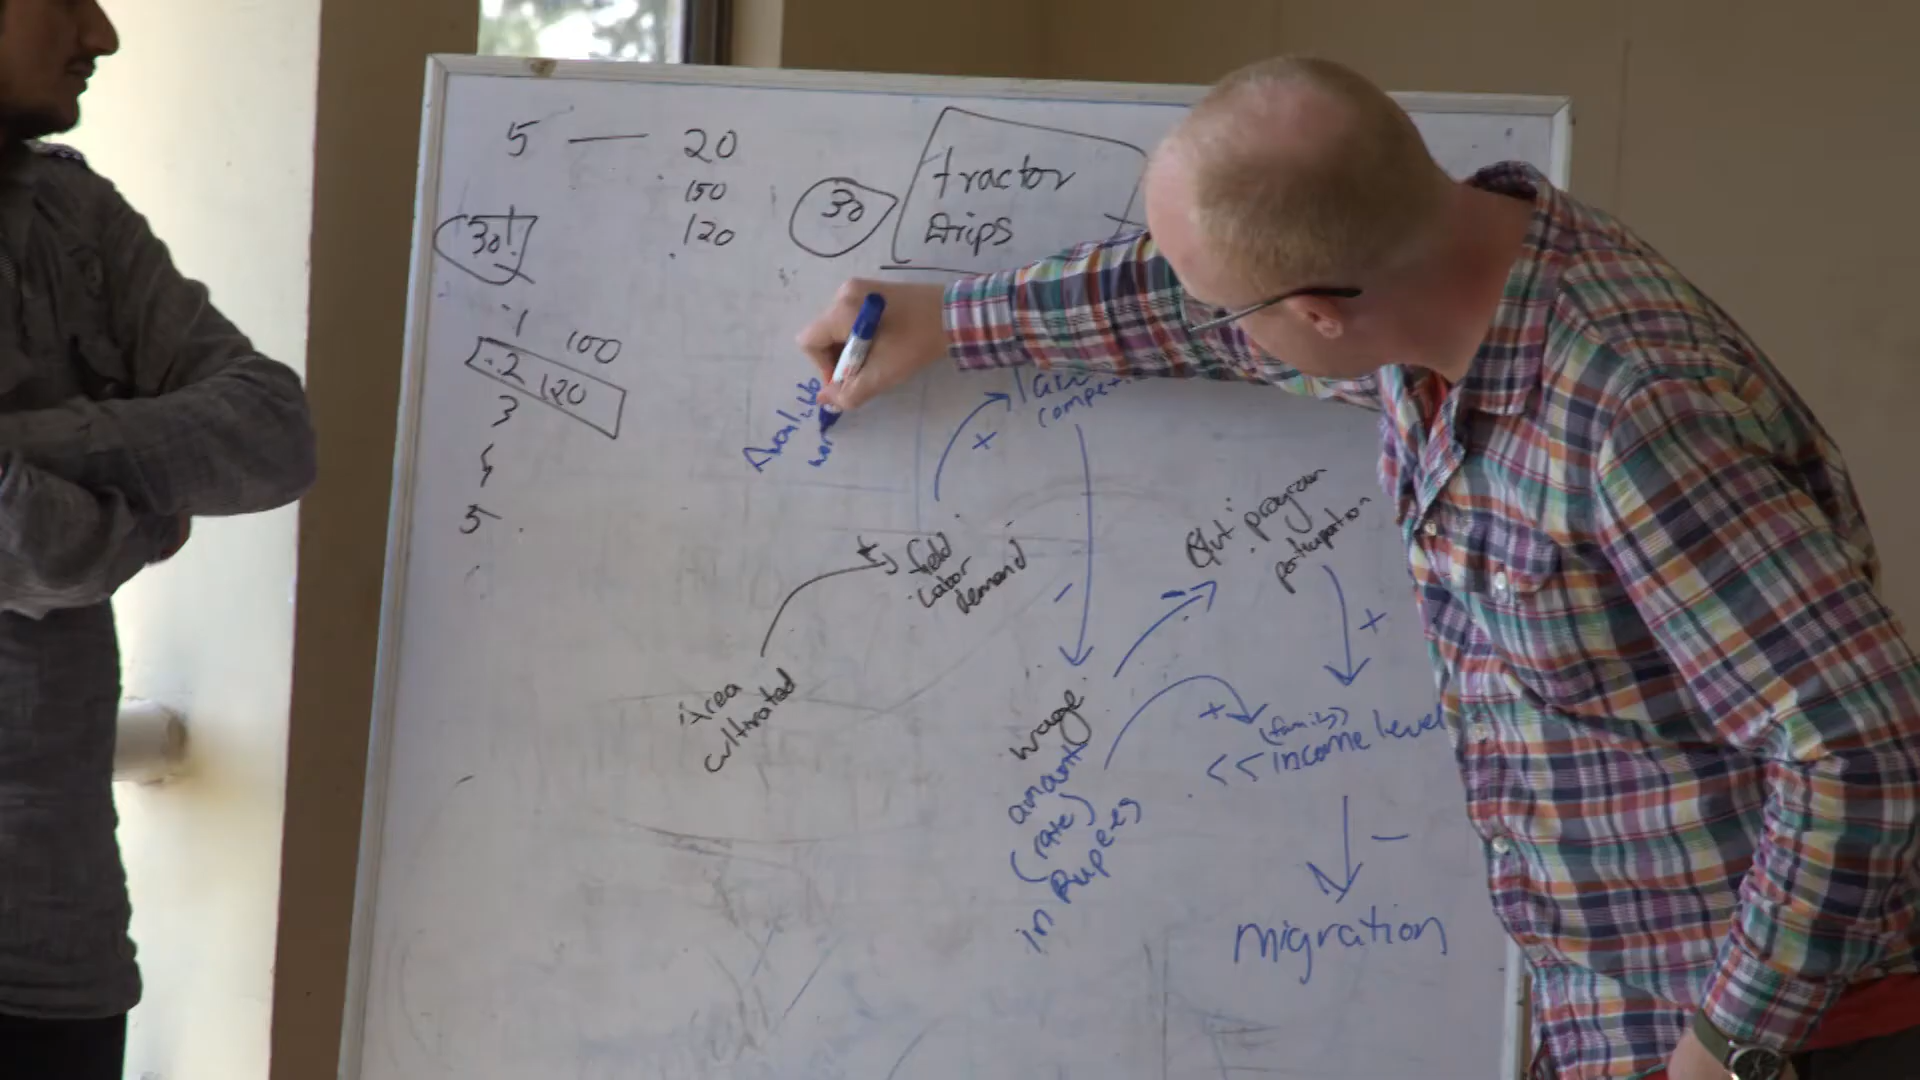 5 — 20
150
120
30!
30
tractor
trips
1 100
2 120
3
4
5
+
field
labor
demand
+
Area
cultivated
-
program
participation
-
+
wage
amount
(rate)
in Rupees
+
(family)
<< income level
-
migration